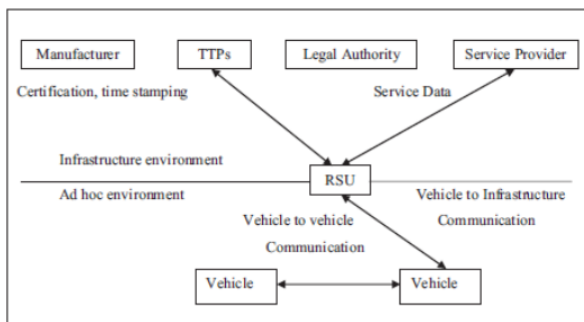 Manufacturer
TTPs
Legal Authority
Service Provider
Certification, time stamping
Service Data
Infrastructure environment
RSU
Ad hoc environment
Vehicle to Infrastructure
Communication
Vehicle to vehicle
Communication
Vehicle
Vehicle